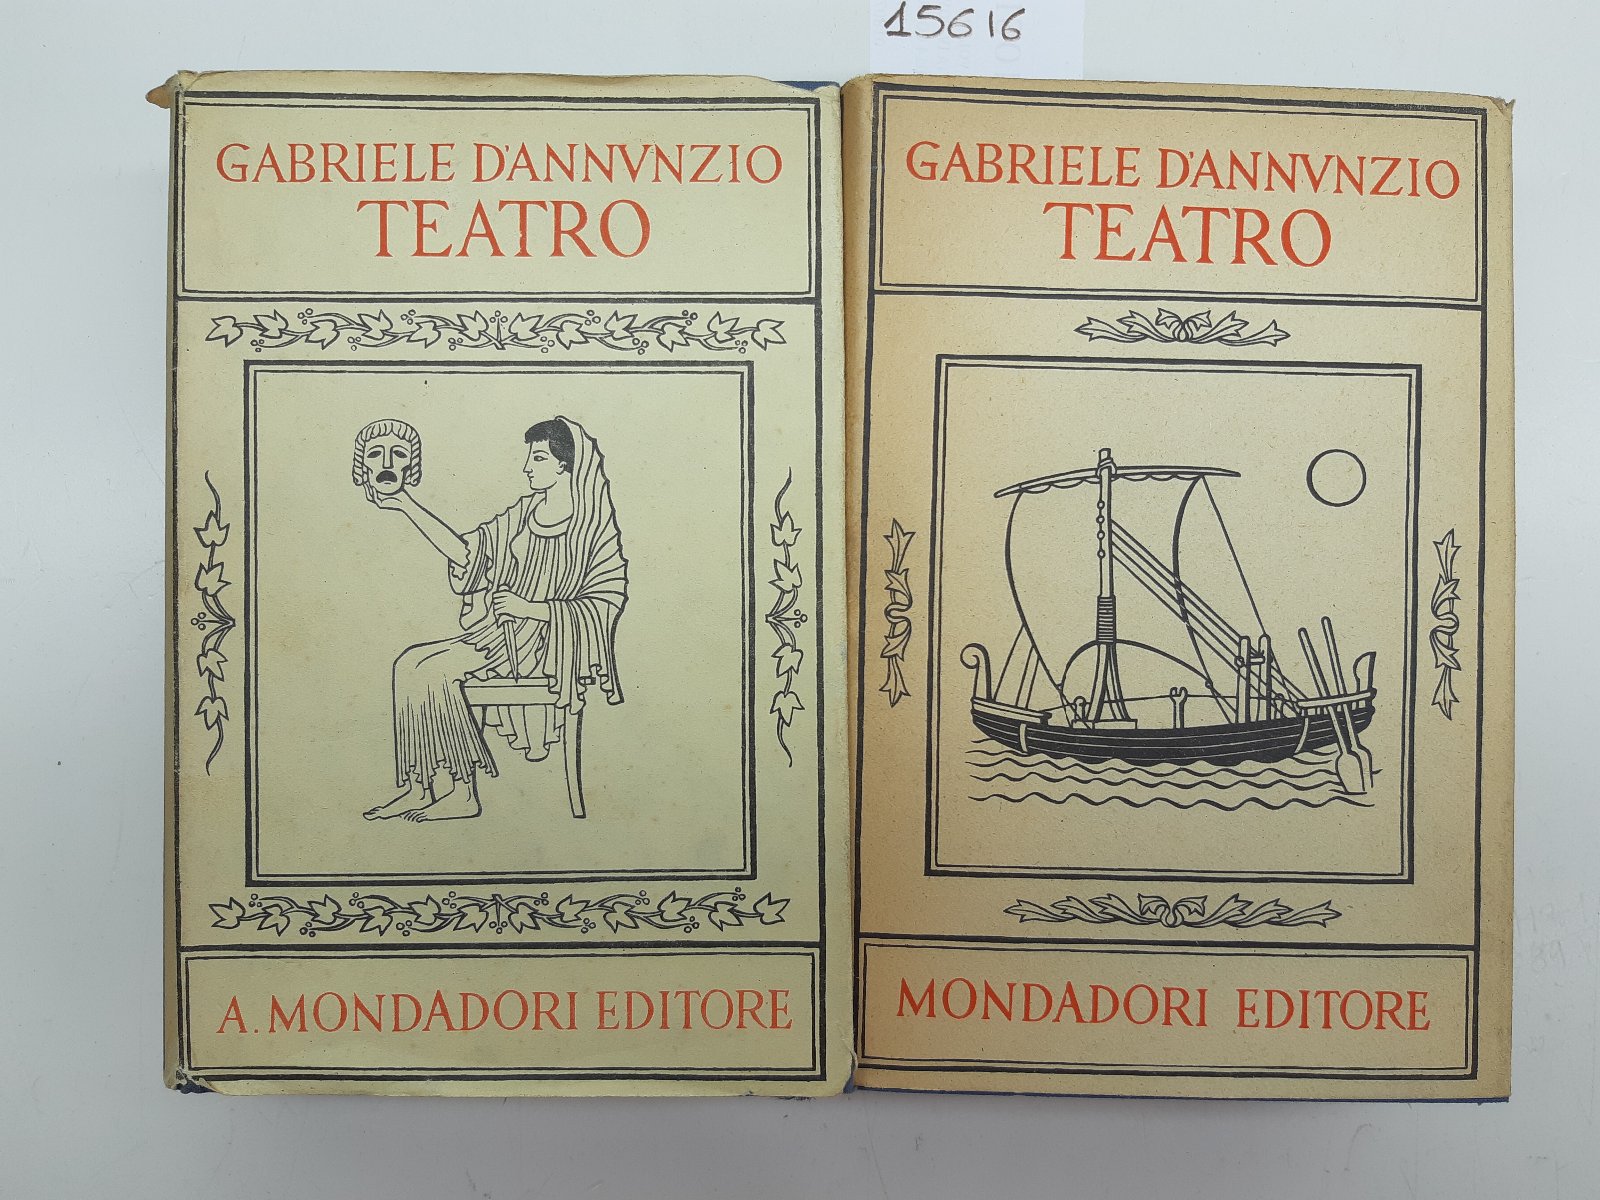 15616
GABRIELE D'ANNVNZIO
TEATRO
A. MONDADORI EDITORE
GABRIELE D'ANNVNZIO
TEATRO
MONDADORI EDITORE